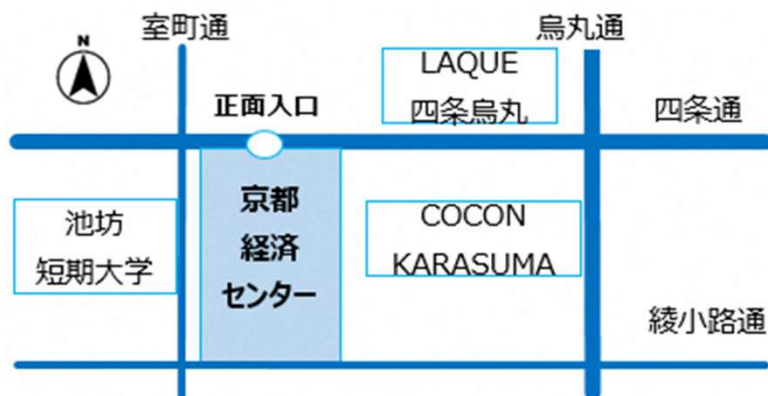 室町通
烏丸通
N
LAQUE
四条烏丸
正面入口
四条通
京都
経済
センター
池坊
短期大学
COCON
KARASUMA
綾小路通